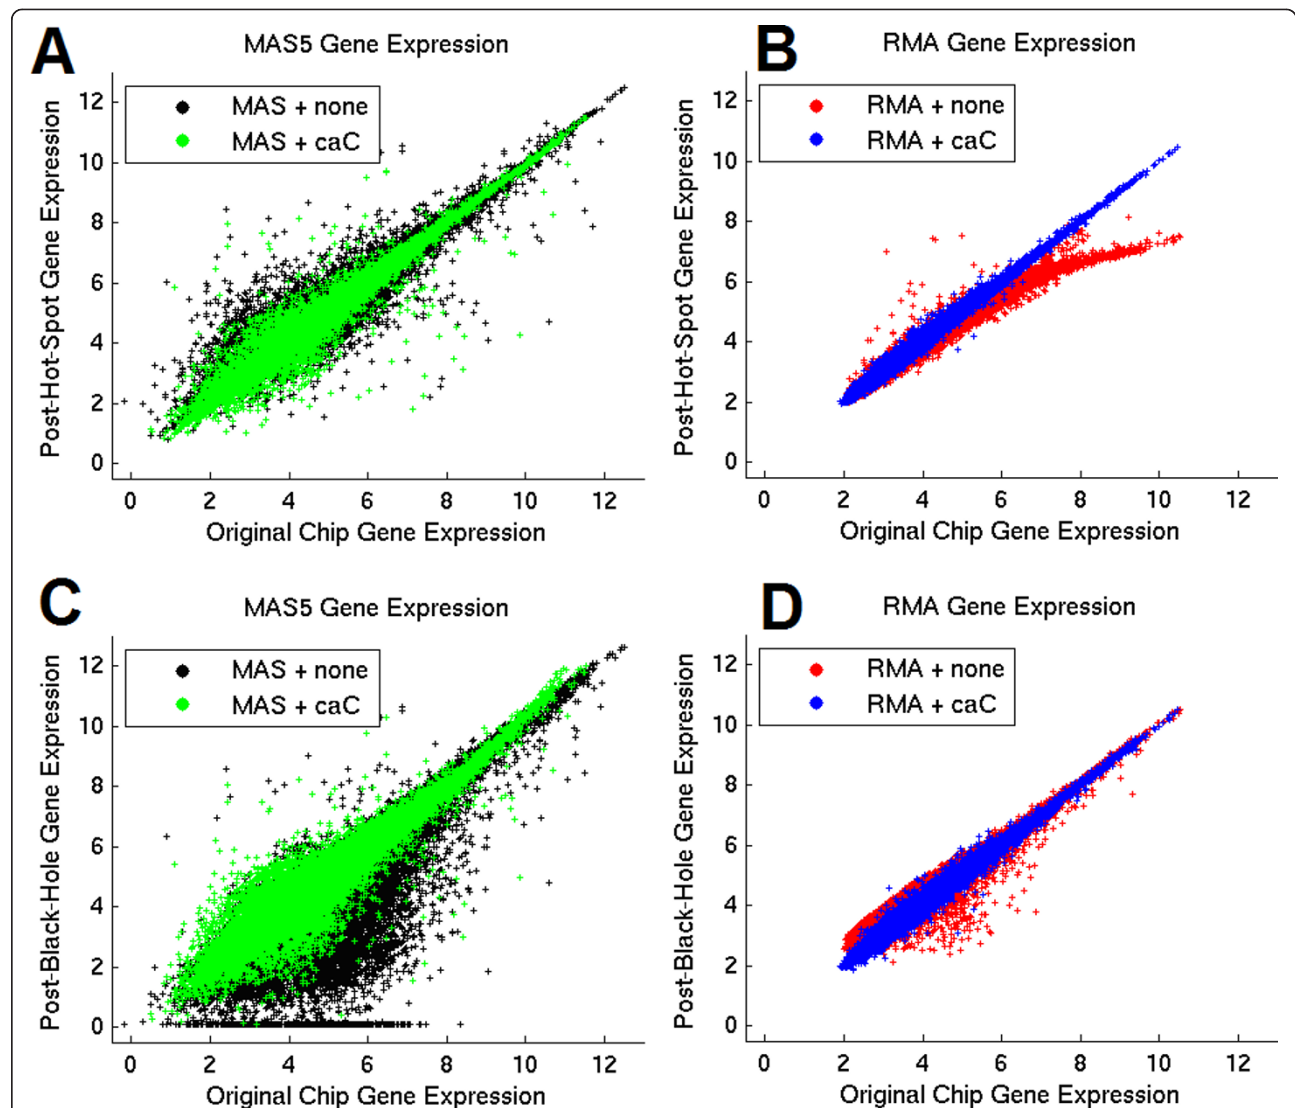 A
MAS5 Gene Expression
MAS + none
MAS + caC
Post-Hot-Spot Gene Expression
12
10
8
6
4
2
0
0 2 4 6 8 10 12
Original Chip Gene Expression
B
RMA Gene Expression
RMA + none
RMA + caC
Post-Hot-Spot Gene Expression
12
10
8
6
4
2
0
0 2 4 6 8 10 12
Original Chip Gene Expression
C
MAS5 Gene Expression
MAS + none
MAS + caC
Post-Black-Hole Gene Expression
12
10
8
6
4
2
0
0 2 4 6 8 10 12
Original Chip Gene Expression
D
RMA Gene Expression
RMA + none
RMA + caC
Post-Black-Hole Gene Expression
12
10
8
6
4
2
0
0 2 4 6 8 10 12
Original Chip Gene Expression